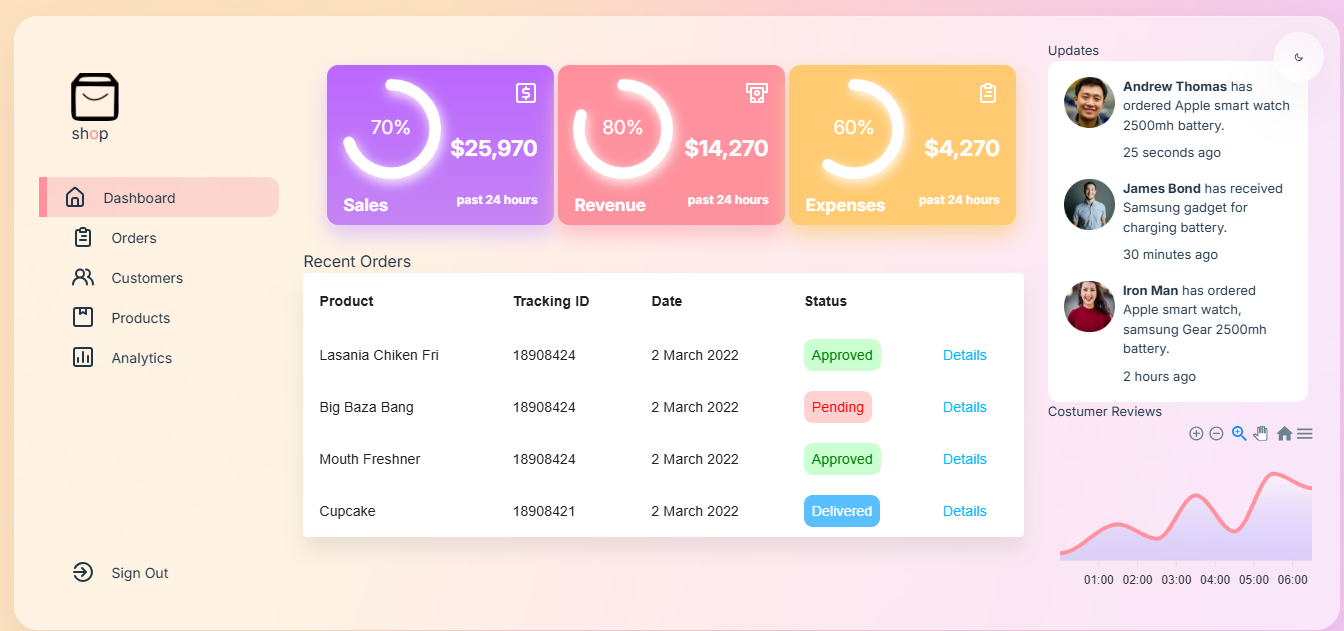 shop
Dashboard
Orders
Customers
Products
Analytics
Sign Out
70%
$25,970
Sales
past 24 hours
80%
$14,270
Revenue
past 24 hours
60%
$4,270
Expenses
past 24 hours
Recent Orders
Product Tracking ID Date Status
Lasania Chiken Fri 18908424 2 March 2022 Approved Details
Big Baza Bang 18908424 2 March 2022 Pending Details
Mouth Freshner 18908424 2 March 2022 Approved Details
Cupcake 18908421 2 March 2022 Delivered Details
Updates
Andrew Thomas has
ordered Apple smart watch
2500mh battery.
25 seconds ago
James Bond has received
Samsung gadget for
charging battery.
30 minutes ago
Iron Man has ordered
Apple smart watch,
samsung Gear 2500mh
battery.
2 hours ago
Costumer Reviews
01:00 02:00 03:00 04:00 05:00 06:00